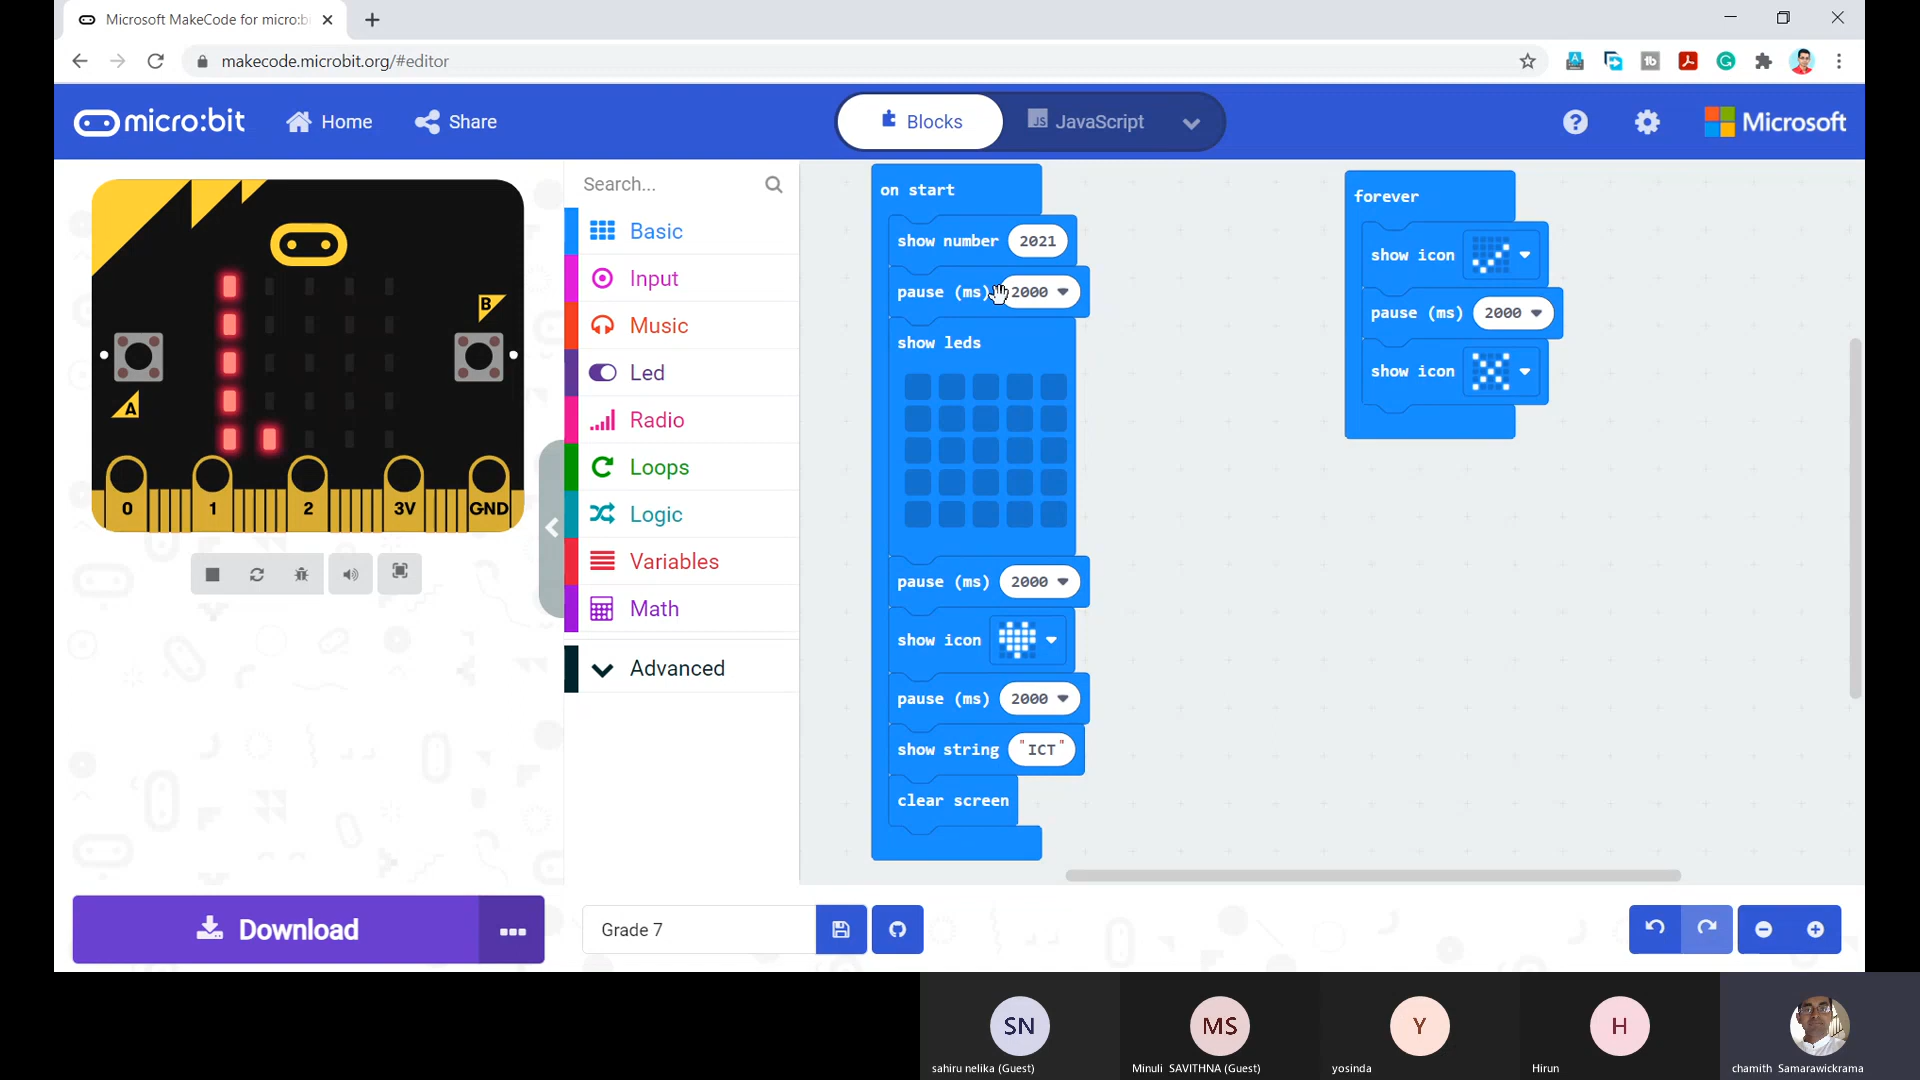 Microsoft MakeCode for micro:bi
makecode.microbit.org/#editor
micro:bit
Home
Share
Blocks
JS JavaScript
Microsoft
Search...
Basic
Input
Music
Led
Radio
Loops
Logic
Variables
Math
Advanced
A
B
0 1 2 3V GND
on start
show number 2021
pause (ms) 2000
show leds
pause (ms) 2000
show icon
pause (ms) 2000
show string "ICT"
clear screen
forever
show icon
pause (ms) 2000
show icon
Download
Grade 7
SN
sahiru nelika (Guest)
MS
Minuli SAVITHNA (Guest)
Y
yosinda
H
Hirun
chamith Samarawickrama